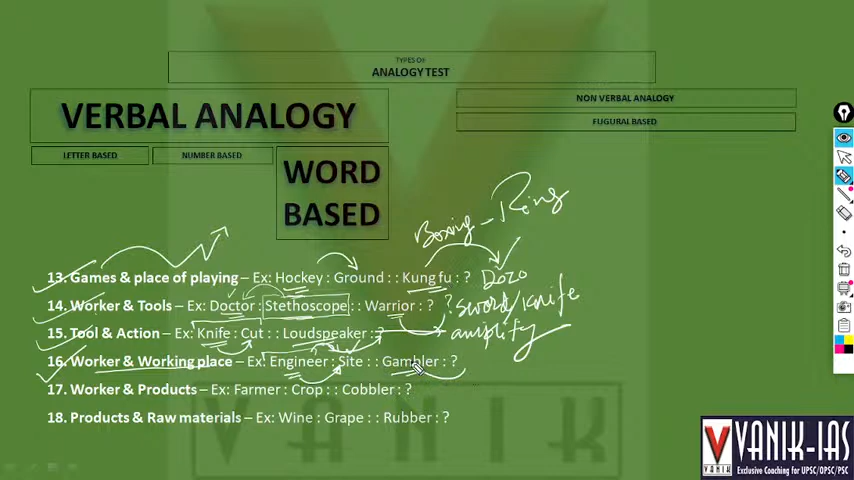 TYPES OF
ANALOGY TEST
VERBAL ANALOGY
NON VERBAL ANALOGY
FUGURAL BASED
LETTER BASED
NUMBER BASED
WORD
BASED
Boxing - Ring
13. Games & place of playing – Ex: Hockey : Ground : : Kung fu : ? Dozo
14. Worker & Tools – Ex: Doctor : Stethoscope : : Warrior : ? ? sword/knife
15. Tool & Action – Ex: Knife : Cut : : Loudspeaker : ? amplify
16. Worker & Working place – Ex: Engineer : Site : : Gambler : ?
17. Worker & Products – Ex: Farmer : Crop : : Cobbler : ?
18. Products & Raw materials – Ex: Wine : Grape : : Rubber : ?
VANIK
V VANIK-IAS
VANIK
Exclusive Coaching for UPSC/OPSC/PSC